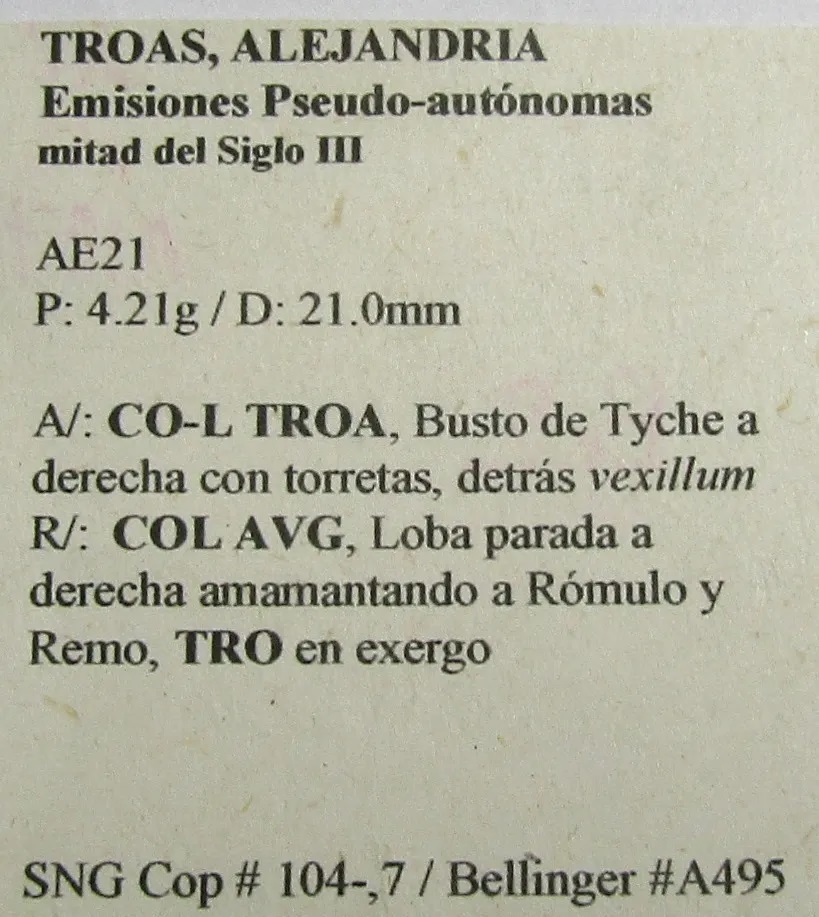 TROAS, ALEJANDRIA
Emisiones Pseudo-autónomas
mitad del Siglo III
AE21
P: 4.21g / D: 21.0mm
A/: CO-L TROA, Busto de Tyche a
derecha con torretas, detrás vexillum
R/: COL AVG, Loba parada a
derecha amamantando a Rómulo y
Remo, TRO en exergo
SNG Cop # 104-,7 / Bellinger #A495